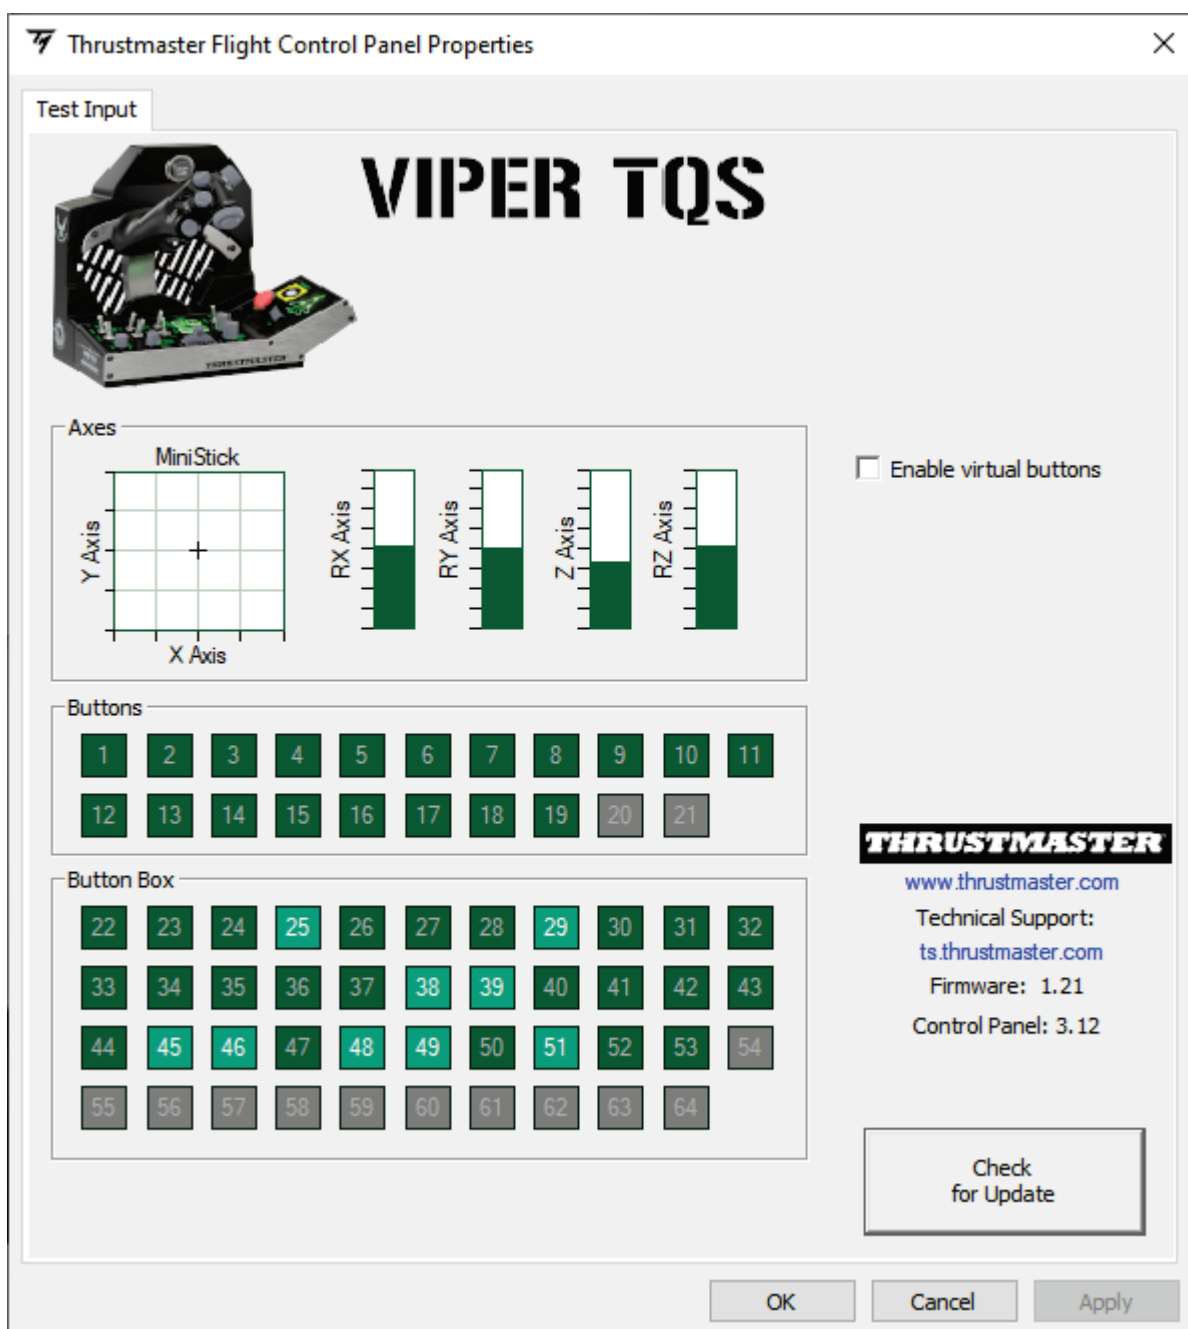 Thrustmaster Flight Control Panel Properties
Test Input
VIPER TQS
THRUSTMASTER
Axes
MiniStick
Y Axis
X Axis
RX Axis
RY Axis
Z Axis
RZ Axis
Enable virtual buttons
Buttons
1 2 3 4 5 6 7 8 9 10 11
12 13 14 15 16 17 18 19 20 21
Button Box
22 23 24 25 26 27 28 29 30 31 32
33 34 35 36 37 38 39 40 41 42 43
44 45 46 47 48 49 50 51 52 53 54
55 56 57 58 59 60 61 62 63 64
THRUSTMASTER
www.thrustmaster.com
Technical Support:
ts.thrustmaster.com
Firmware: 1.21
Control Panel: 3.12
Check
for Update
OK
Cancel
Apply